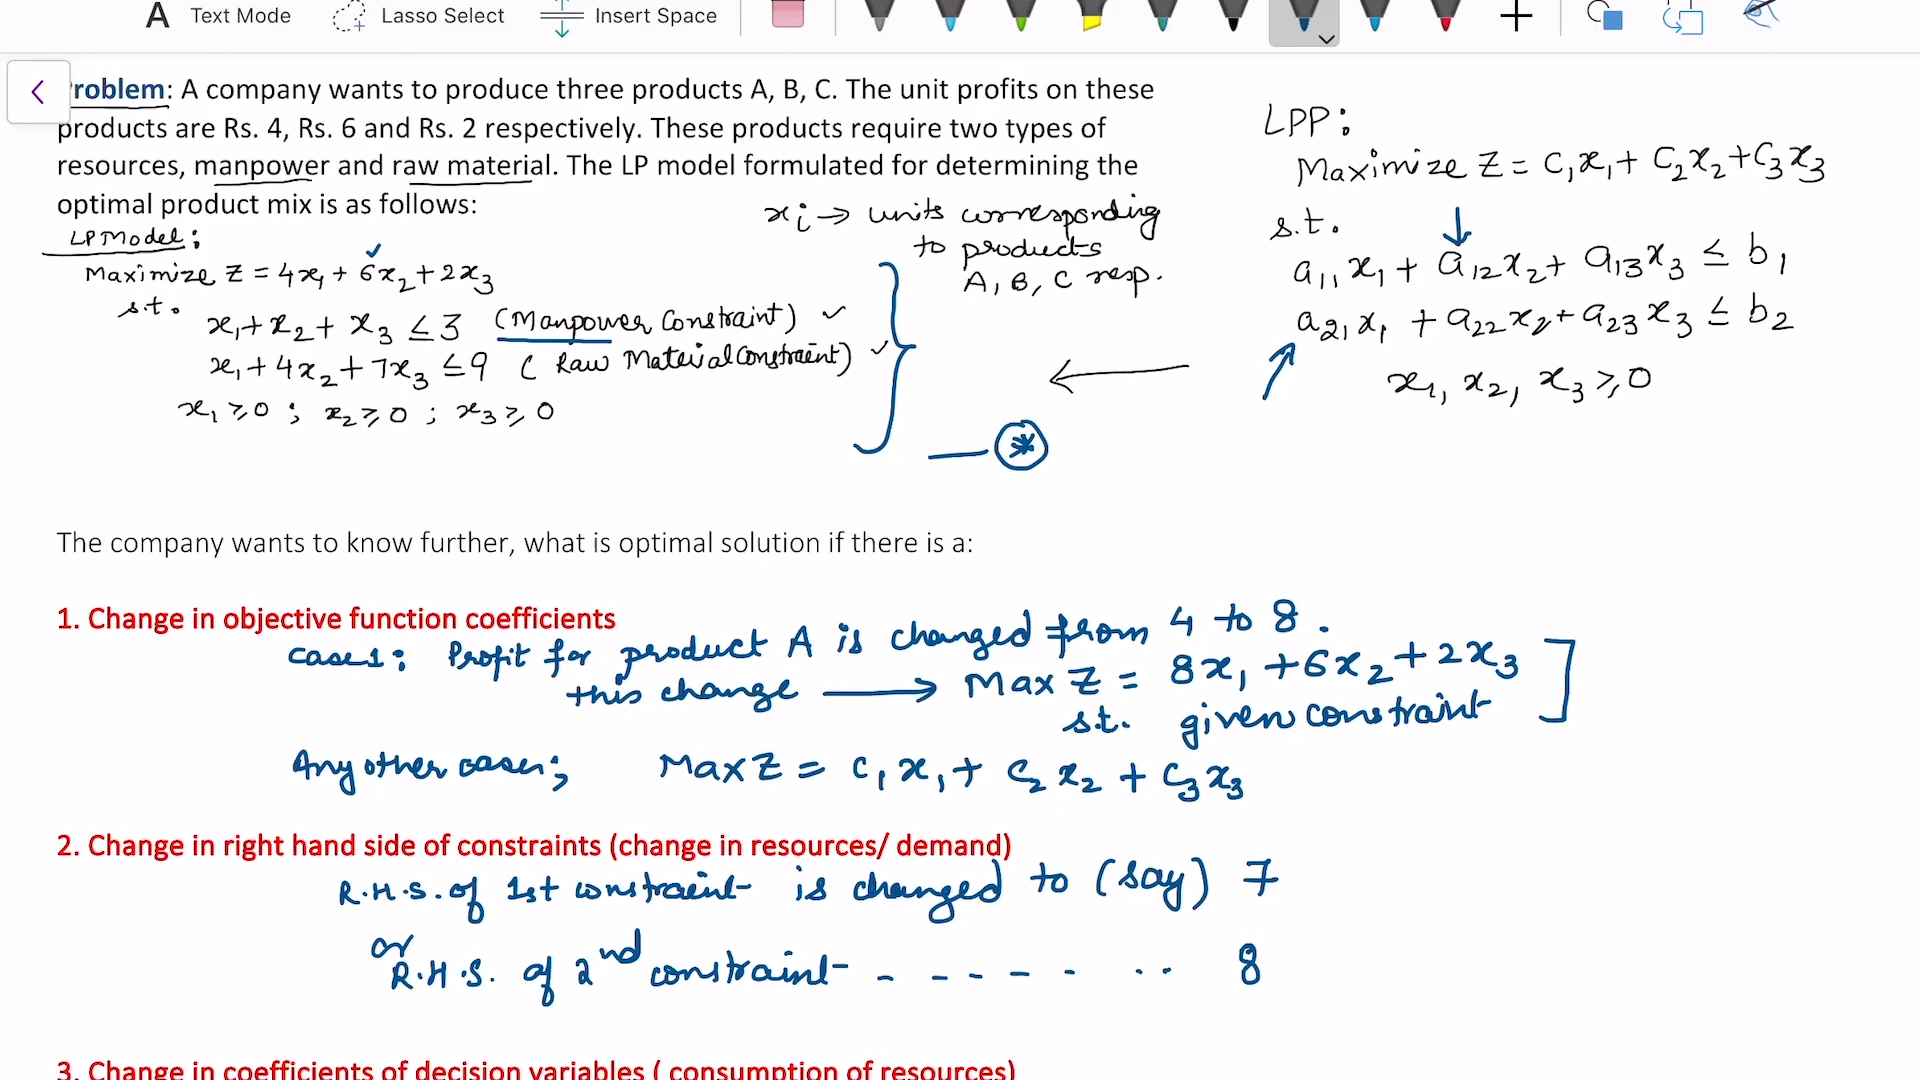 Text Mode Lasso Select Insert Space
roblem: A company wants to produce three products A, B, C. The unit profits on these
products are Rs. 4, Rs. 6 and Rs. 2 respectively. These products require two types of
resources, manpower and raw material. The LP model formulated for determining the
optimal product mix is as follows:
xi → units corresponding
to products
A, B, C resp.
LP Model:
Maximize Z = 4x₁ + 6x₂ + 2x₃
s.t.
x₁ + x₂ + x₃ ≤ 3 (Manpower Constraint) ✓
x₁ + 4x₂ + 7x₃ ≤ 9 (Raw Material Constraint) ✓
x₁ ≥ 0 ; x₂ ≥ 0 ; x₃ ≥ 0
— *
LPP:
Maximize Z = C₁x₁ + C₂x₂ + C₃x₃
s.t.
a₁₁x₁ + a₁₂x₂ + a₁₃x₃ ≤ b₁
a₂₁x₁ + a₂₂x₂ + a₂₃x₃ ≤ b₂
x₁, x₂, x₃ ≥ 0
The company wants to know further, what is optimal solution if there is a:
1. Change in objective function coefficients
Case1: Profit for product A is changed from 4 to 8.
this change → Max Z = 8x₁ + 6x₂ + 2x₃
s.t. given constraint
Any other case: Max Z = C₁x₁ + C₂x₂ + C₃x₃
2. Change in right hand side of constraints (change in resources/ demand)
R.H.S. of 1st constraint is changed to (say) 7
or
R.H.S. of 2nd constraint - - - - - - · · 8
3. Change in coefficients of decision variables ( consumption of resources)